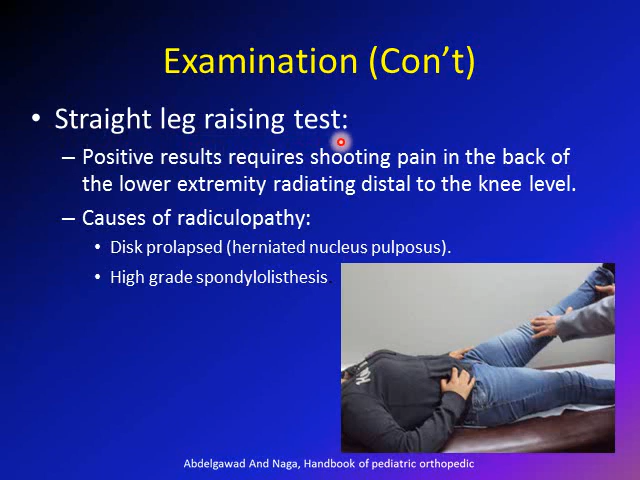 Examination (Con’t)
• Straight leg raising test:
– Positive results requires shooting pain in the back of
the lower extremity radiating distal to the knee level.
– Causes of radiculopathy:
• Disk prolapsed (herniated nucleus pulposus).
• High grade spondylolisthesis.
Abdelgawad And Naga, Handbook of pediatric orthopedic